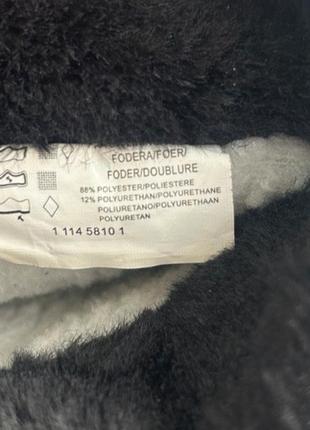 FODERA/FOER/
FODER/DOUBLURE
88% POLYESTER/POLIESTERE
12% POLYURETHAN/POLYURETHANE
POLIURETANO/POLYURETHAAN
POLYURETAN
1 114 5810 1